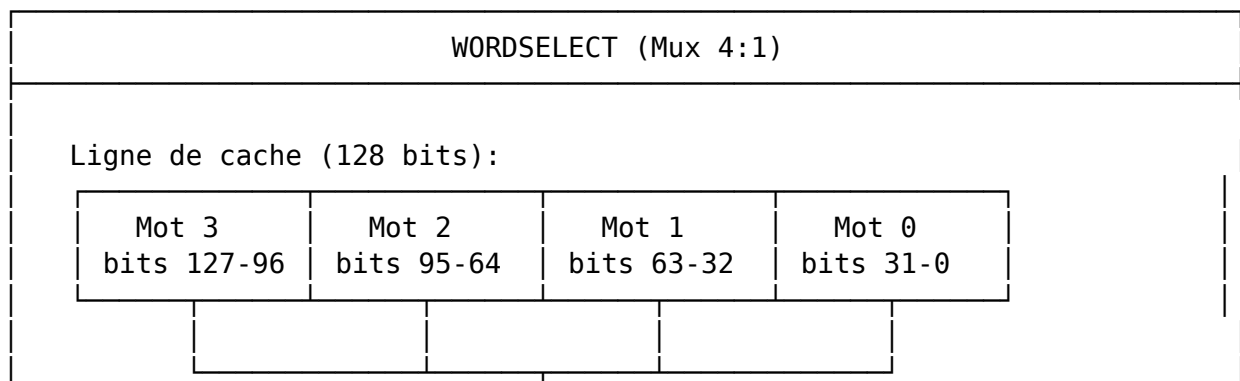 WORDSELECT (Mux 4:1)
Ligne de cache (128 bits):
Mot 3 Mot 2 Mot 1 Mot 0
bits 127-96 bits 95-64 bits 63-32 bits 31-0